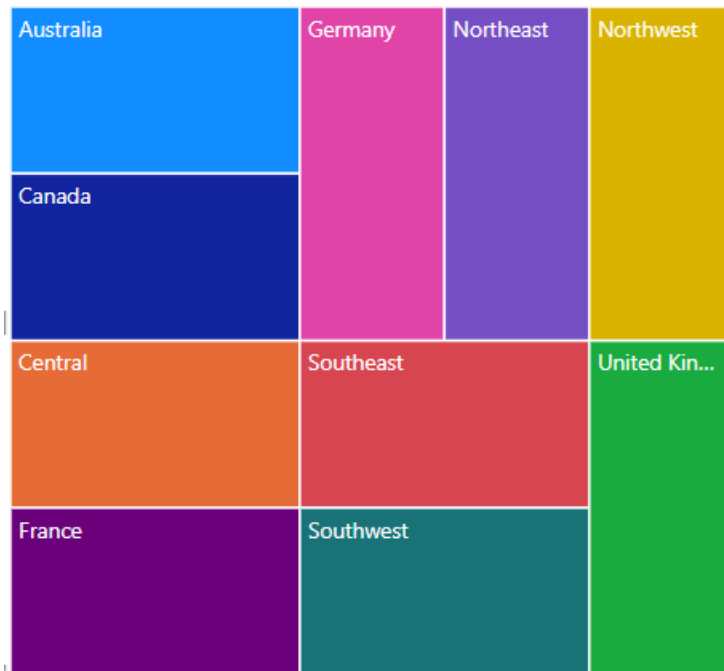 Australia
Germany
Northeast
Northwest
Canada
Central
Southeast
United Kin...
France
Southwest